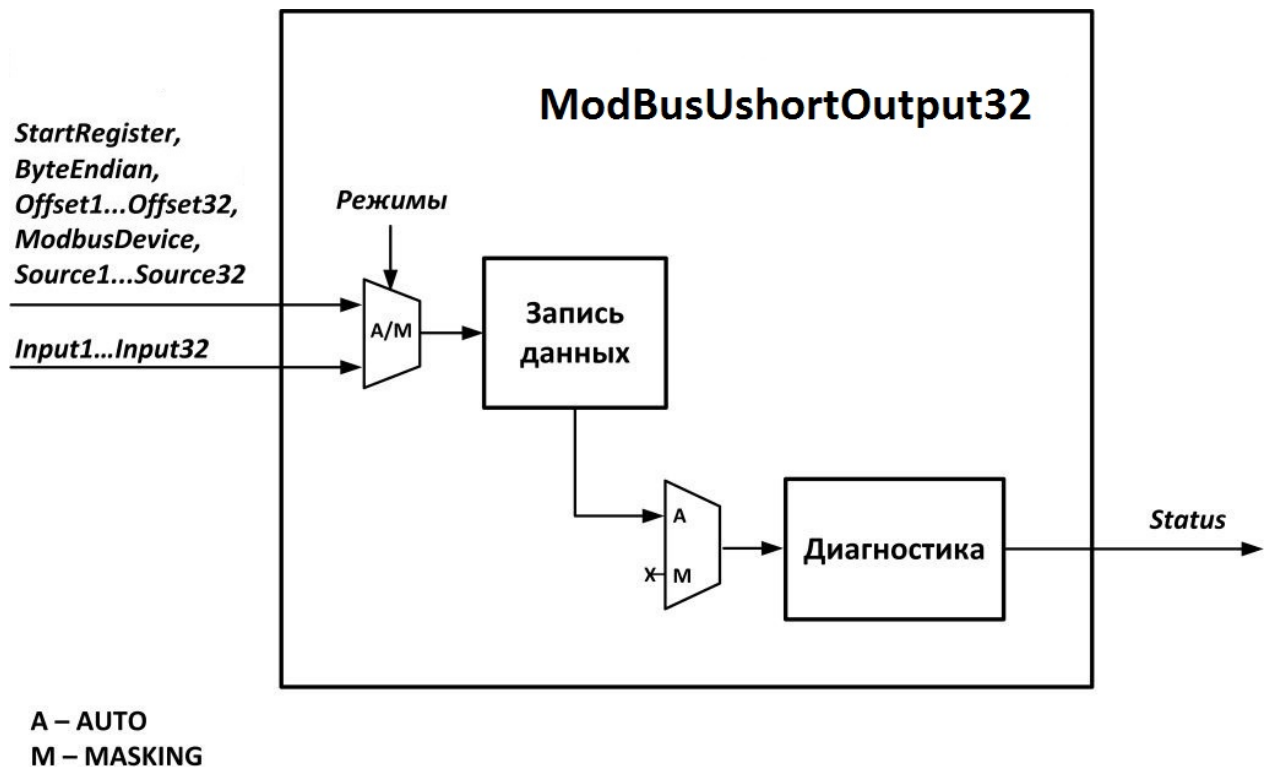 ModBusUshortOutput32
StartRegister,
ByteEndian,
Offset1...Offset32,
ModbusDevice,
Source1...Source32
Режимы
A/M
Запись
данных
Input1...Input32
A
X M
Диагностика
Status
A – AUTO
M – MASKING